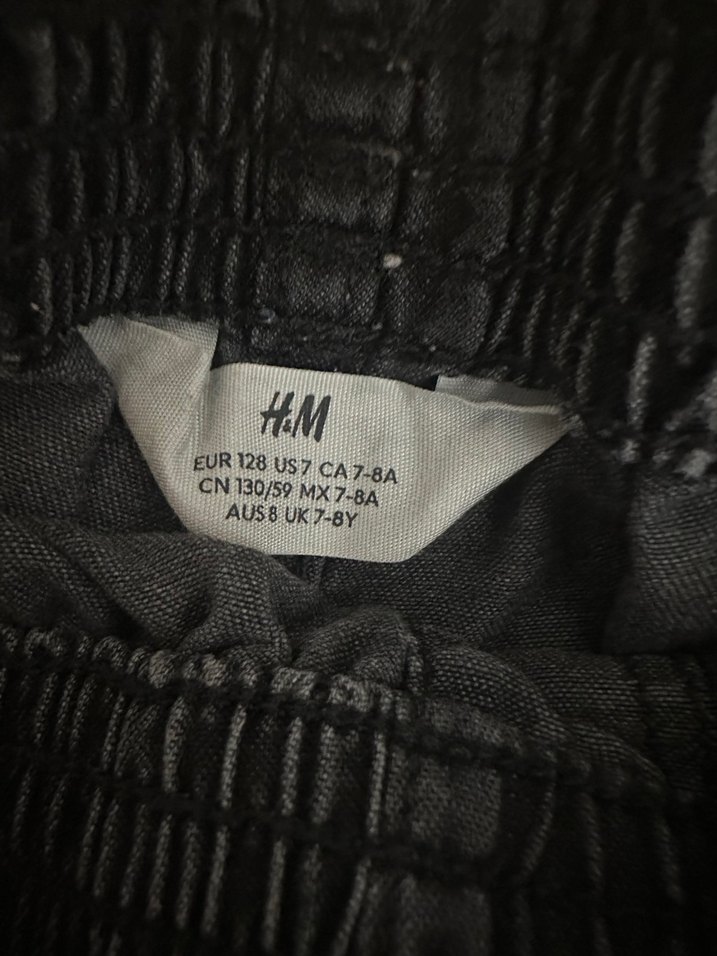 H&M
EUR 128 US 7 CA 7-8A
CN 130/59 MX 7-8A
AUS 8 UK 7-8Y